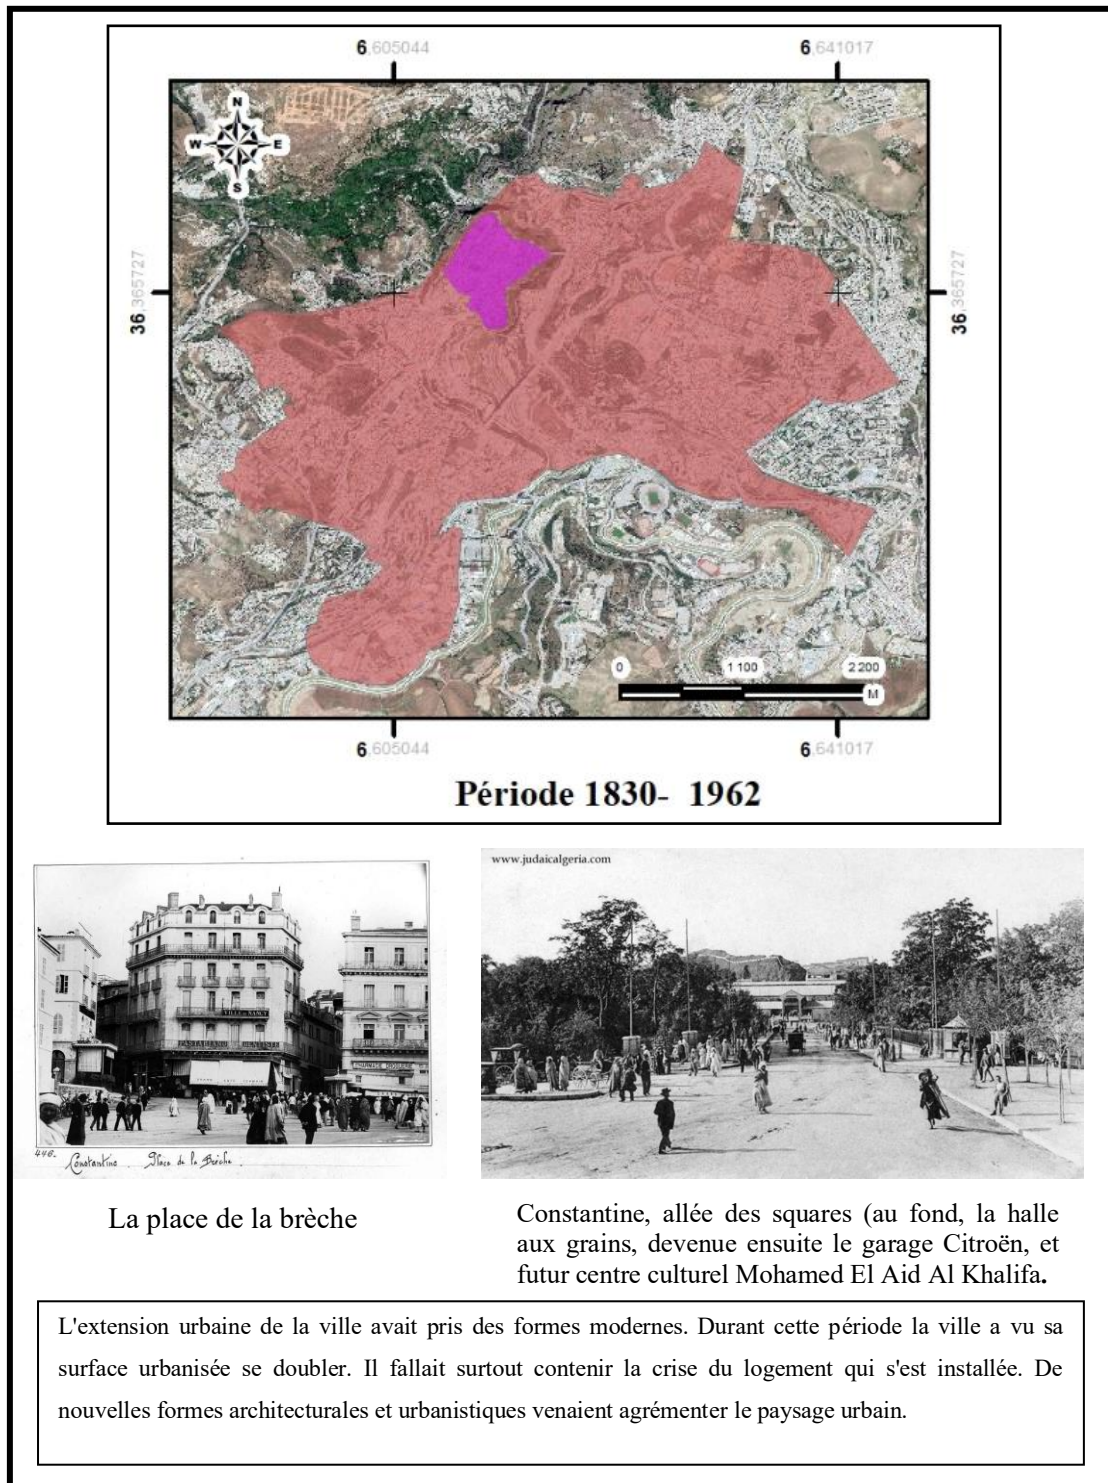 6,605044 6,641017
N
W E
S
36,365727 36,365727
0 1 100 2 200
M
6,605044 6,641017
Période 1830- 1962
www.judaicalgeria.com
VILLE DE NANCY
DENTISTE
446. Constantine. Place de la Brèche.
La place de la brèche
Constantine, allée des squares (au fond, la halle
aux grains, devenue ensuite le garage Citroën, et
futur centre culturel Mohamed El Aid Al Khalifa.
L'extension urbaine de la ville avait pris des formes modernes. Durant cette période la ville a vu sa
surface urbanisée se doubler. Il fallait surtout contenir la crise du logement qui s'est installée. De
nouvelles formes architecturales et urbanistiques venaient agrémenter le paysage urbain.